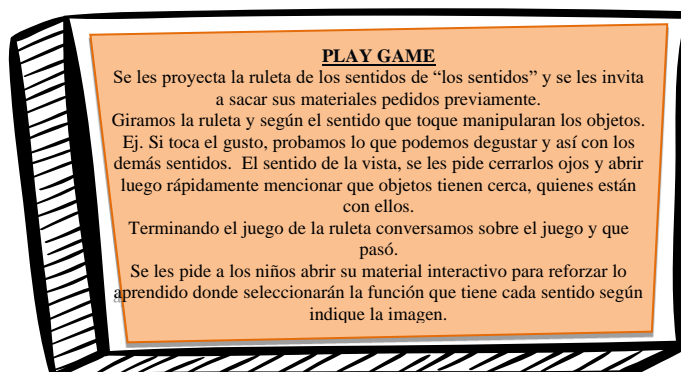 PLAY GAME
Se les proyecta la ruleta de los sentidos de “los sentidos” y se les invita
a sacar sus materiales pedidos previamente.
Giramos la ruleta y según el sentido que toque manipularan los objetos.
Ej. Si toca el gusto, probamos lo que podemos degustar y así con los
demás sentidos. El sentido de la vista, se les pide cerrarlos ojos y abrir
luego rápidamente mencionar que objetos tienen cerca, quienes están
con ellos.
Terminando el juego de la ruleta conversamos sobre el juego y que
pasó.
Se les pide a los niños abrir su material interactivo para reforzar lo
aprendido donde seleccionarán la función que tiene cada sentido según
indique la imagen.